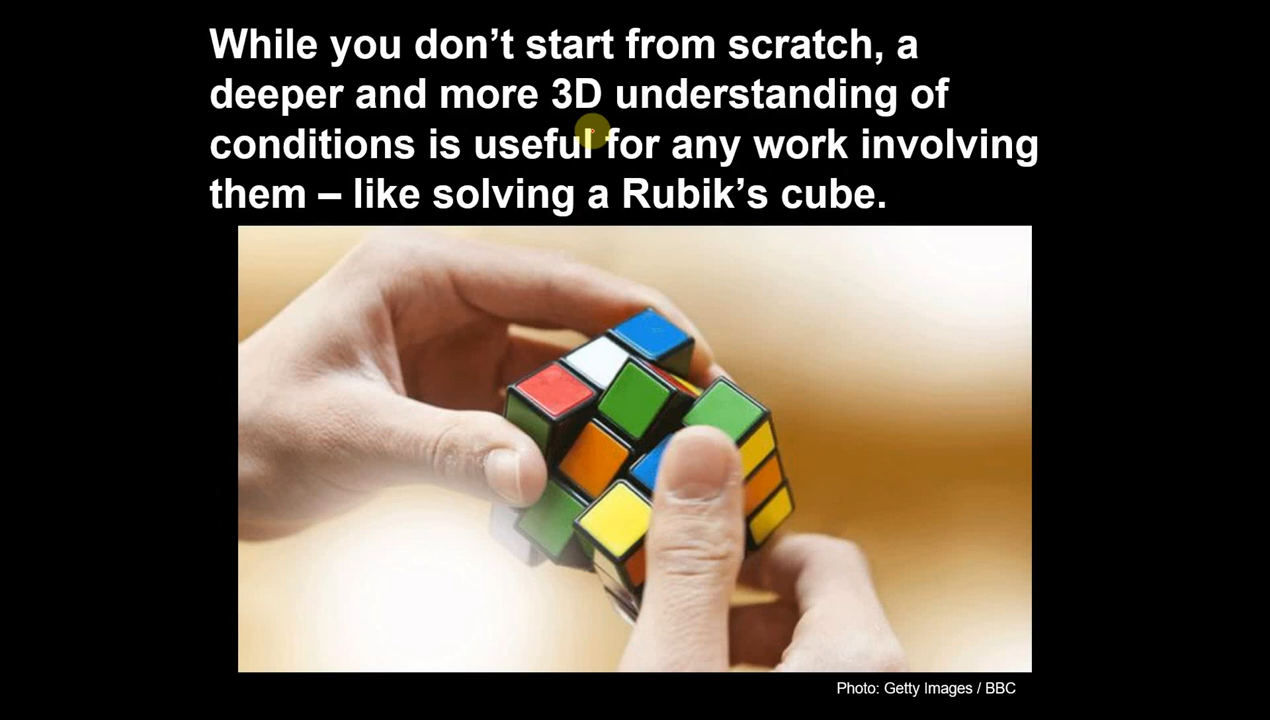 While you don’t start from scratch, a
deeper and more 3D understanding of
conditions is useful for any work involving
them – like solving a Rubik’s cube.
Photo: Getty Images / BBC